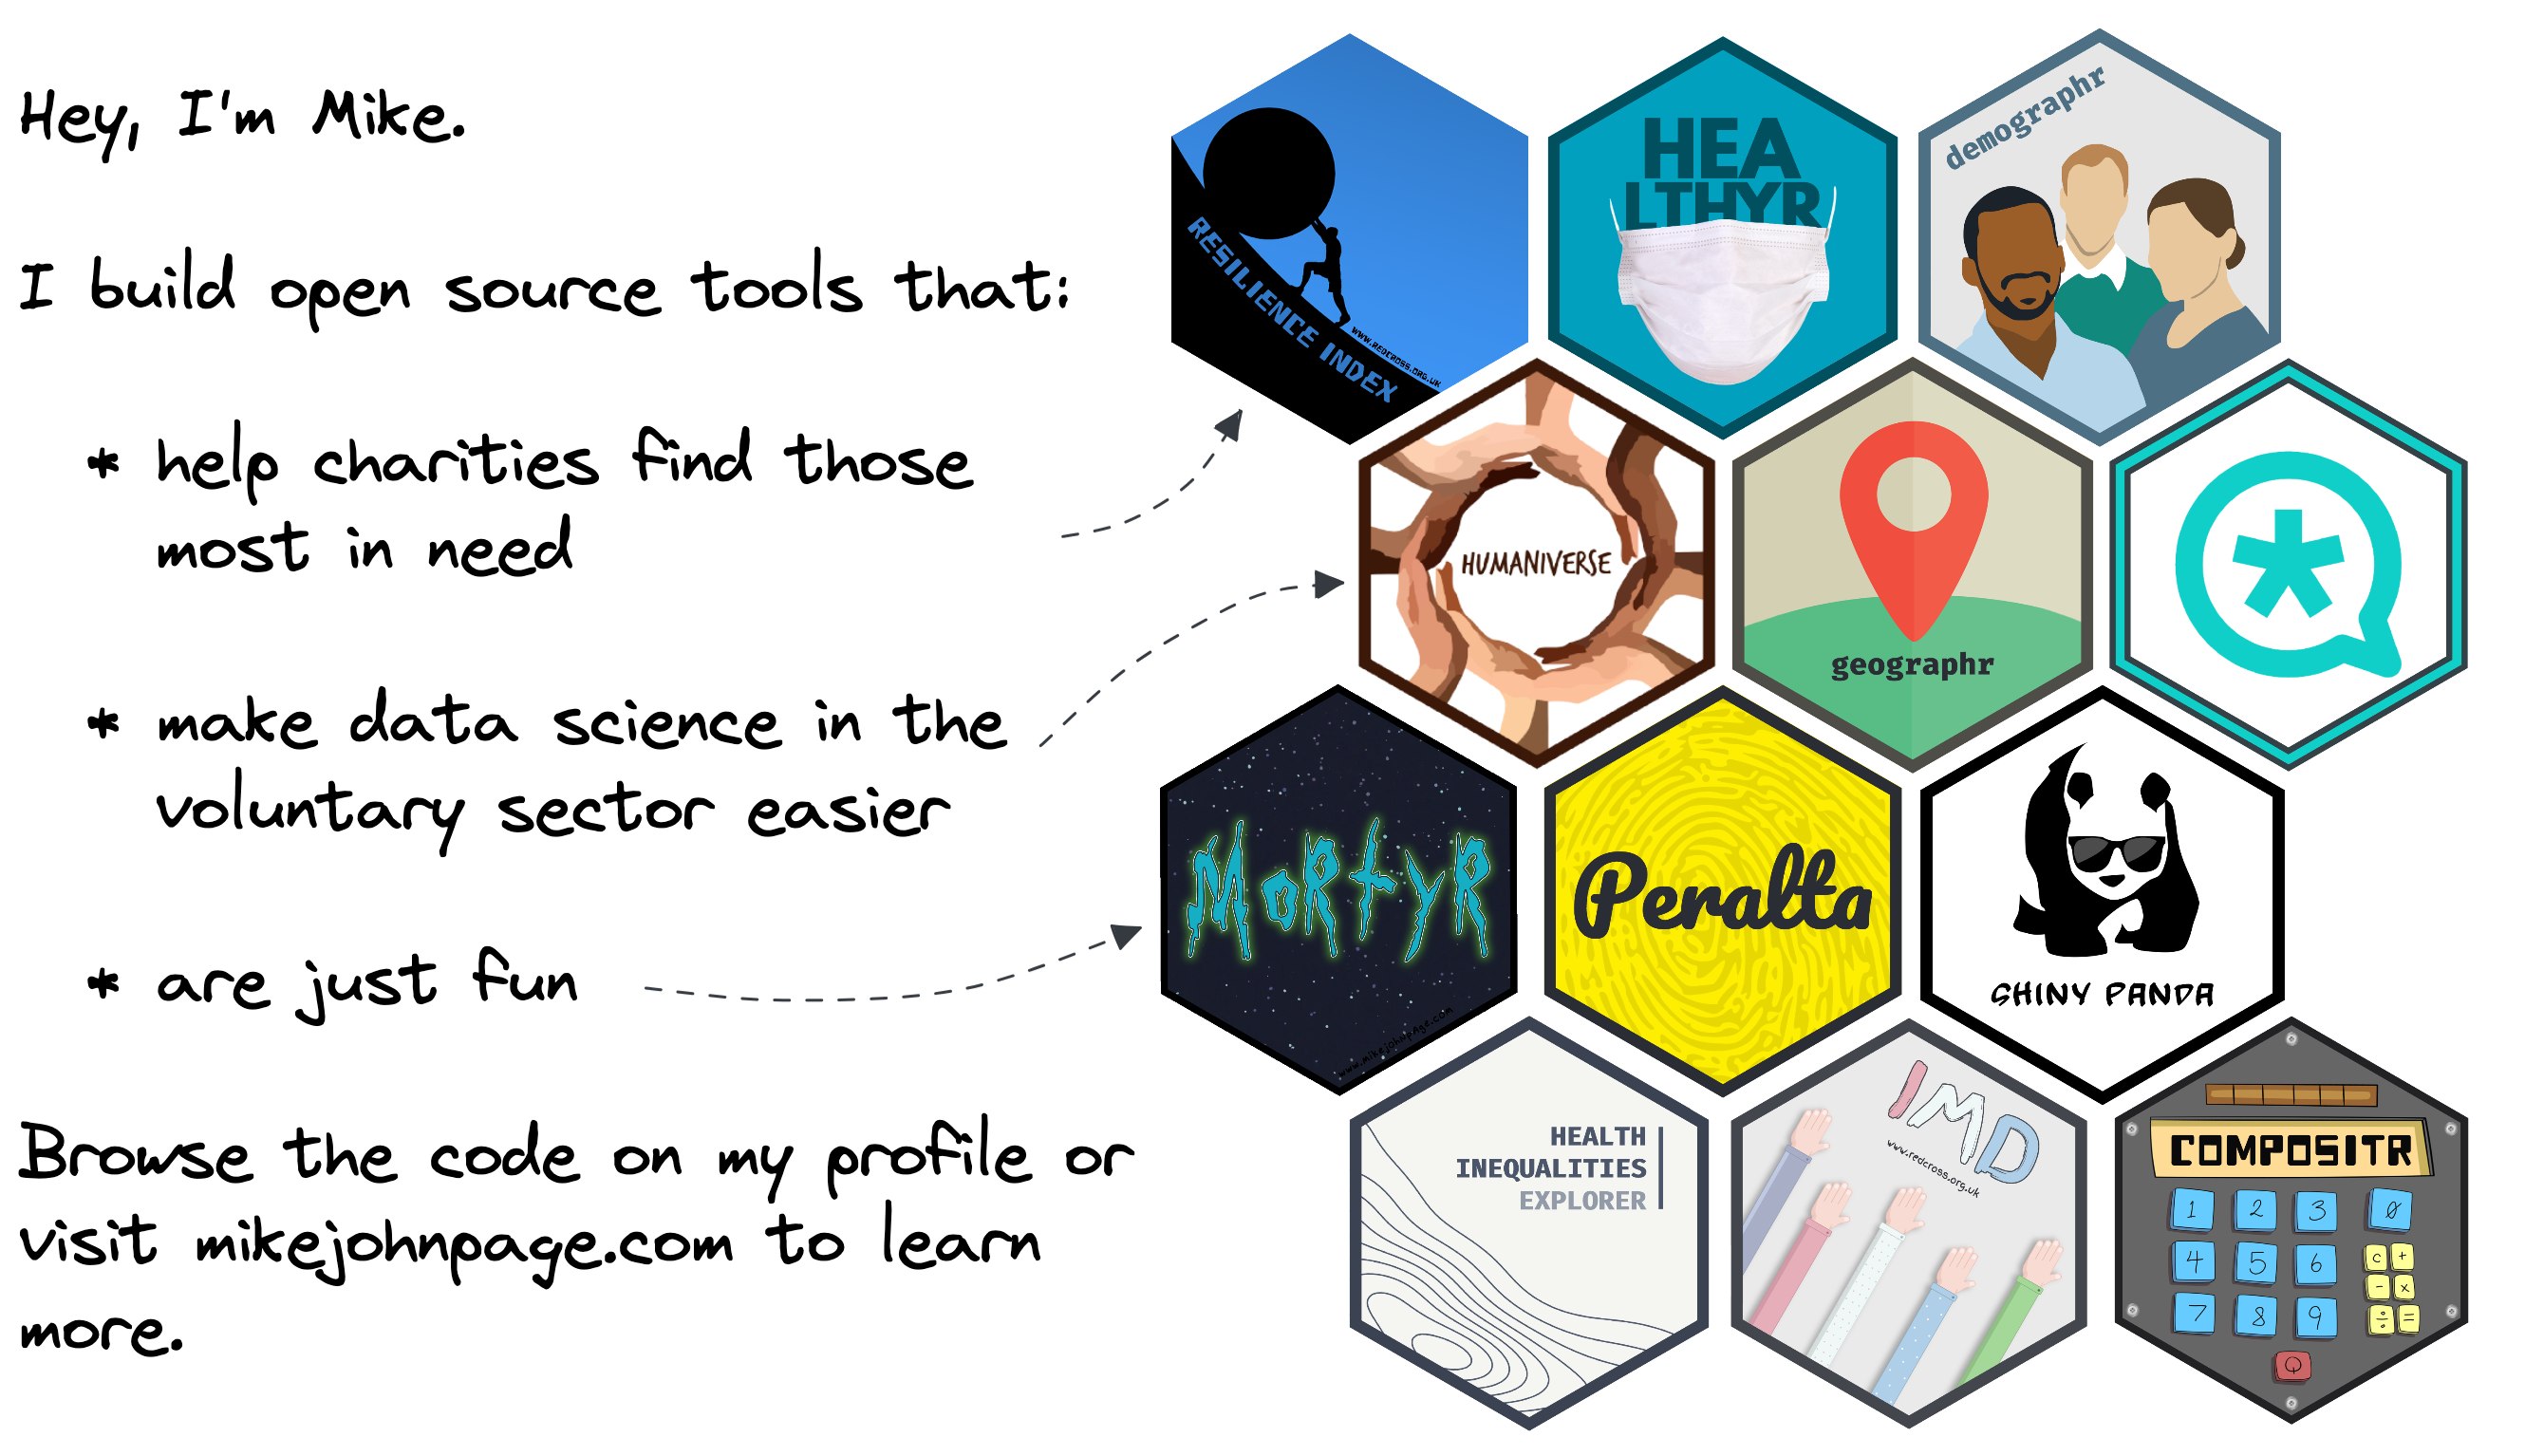 Hey, I'm Mike.
I build open source tools that:
* help charities find those
most in need
* make data science in the
voluntary sector easier
* are just fun
Browse the code on my profile or
visit mikejohnpage.com to learn
more.
RESILIENCE INDEX
WWW.REDCROSS.ORG.UK
HEA
LTHYR
demographr
HUMANIVERSE
geographr
MoRtyR
www.mikejohnpage.com
Peralta
SHINY PANDA
HEALTH
INEQUALITIES
EXPLORER
IMD
www.redcross.org.uk
COMPOSITR
1 2 3 0
4 5 6 c +
- x
7 8 9 ÷ =
Q